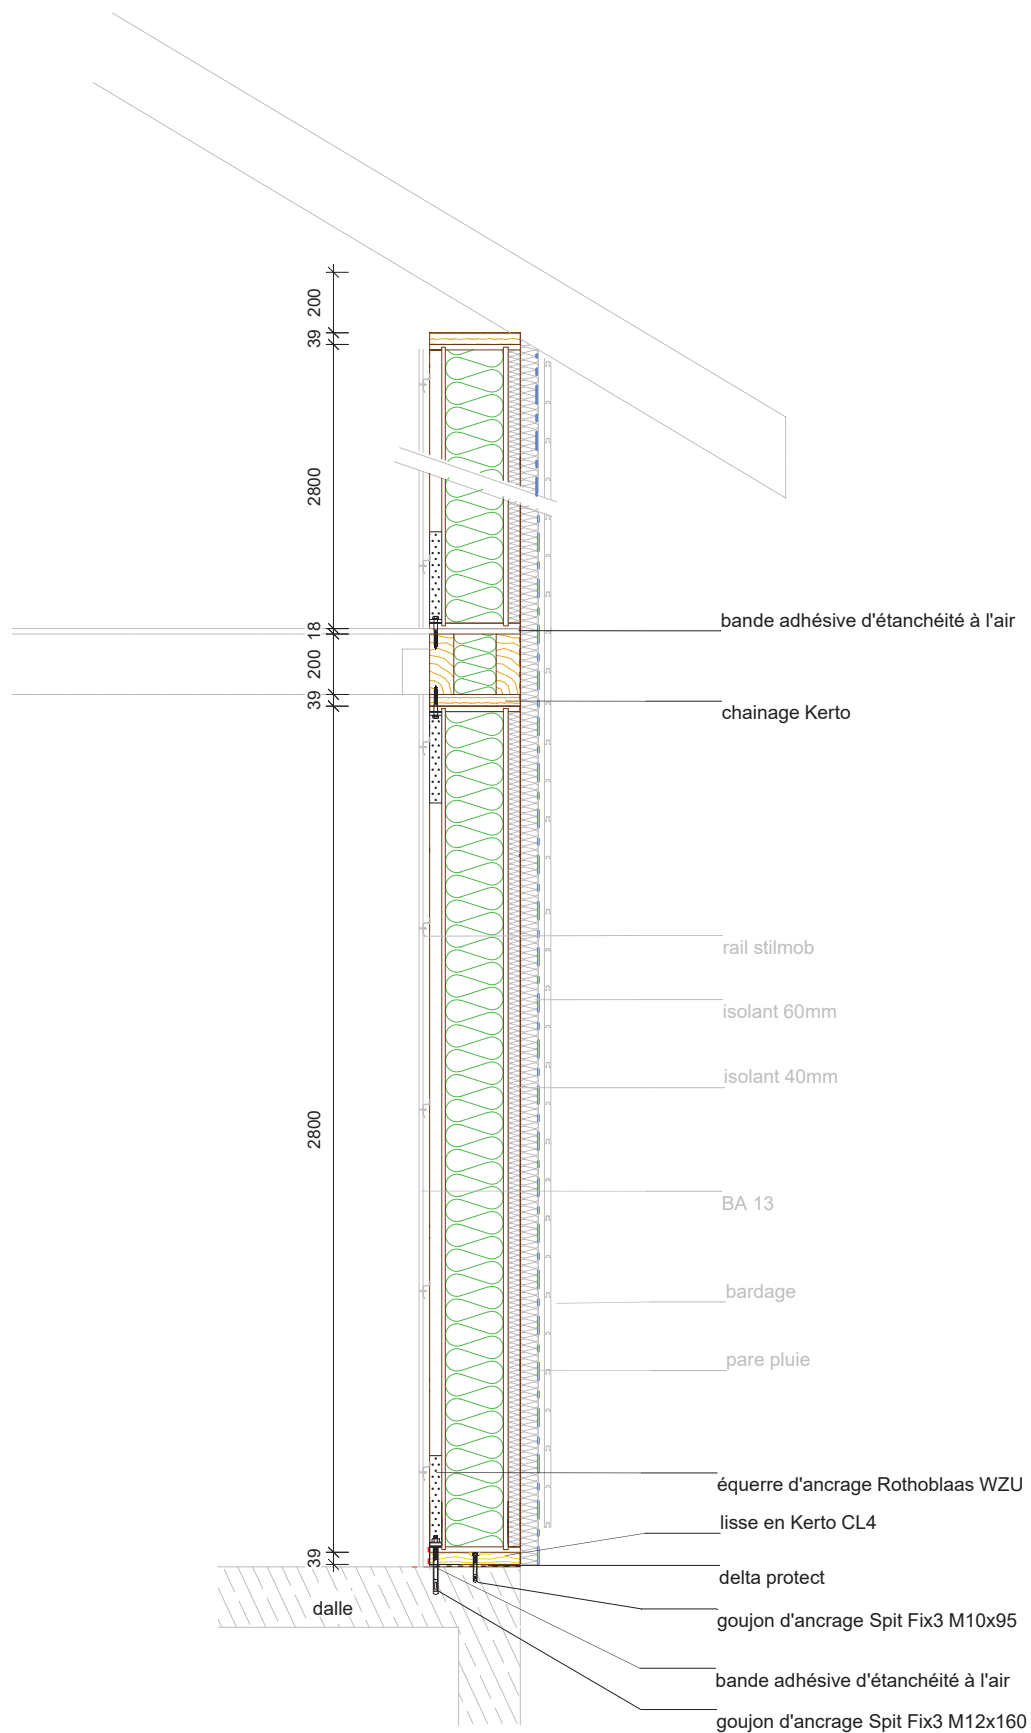 200
39
2800
18
200
39
2800
39
bande adhésive d'étanchéité à l'air
chainage Kerto
rail stilmob
isolant 60mm
isolant 40mm
BA 13
bardage
pare pluie
équerre d'ancrage Rothoblaas WZU
lisse en Kerto CL4
delta protect
dalle
goujon d'ancrage Spit Fix3 M10x95
bande adhésive d'étanchéité à l'air
goujon d'ancrage Spit Fix3 M12x160